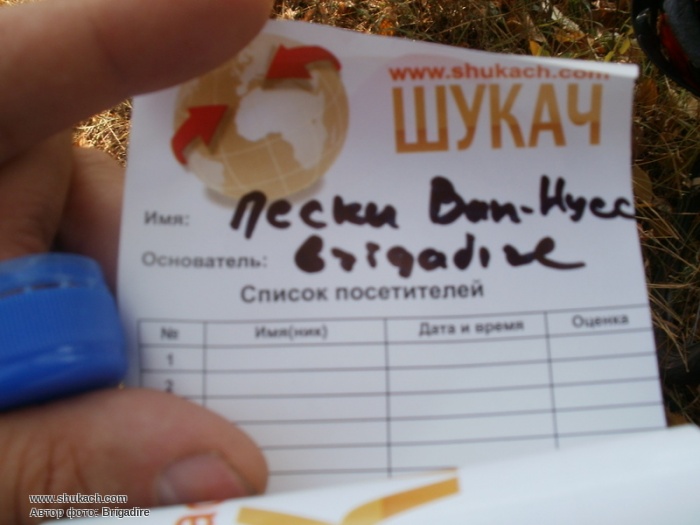 www.shukach.com
ШУКАЧ
Имя: Пески Ван-Нуес
Основатель: Brigadire
Список посетителей
№ Имя(ник) Дата и время Оценка
1
2
www.shukach.com
Автор фото: Brigadire